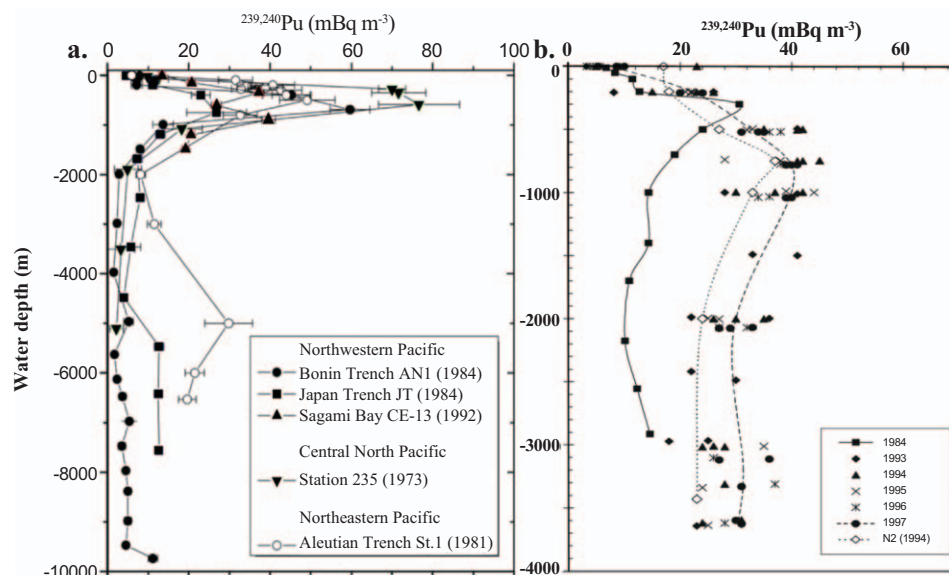 239,240Pu (mBq m-3)
a.
0 20 40 60 80 100
0
-2000
-4000
-6000
-8000
-10000
Water depth (m)
Northwestern Pacific
Bonin Trench AN1 (1984)
Japan Trench JT (1984)
Sagami Bay CE-13 (1992)
Central North Pacific
Station 235 (1973)
Northeastern Pacific
Aleutian Trench St.1 (1981)
239,240Pu (mBq m-3)
b.
0 20 40 60
0
-1000
-2000
-3000
-4000
1984
1993
1994
1995
1996
1997
N2 (1994)